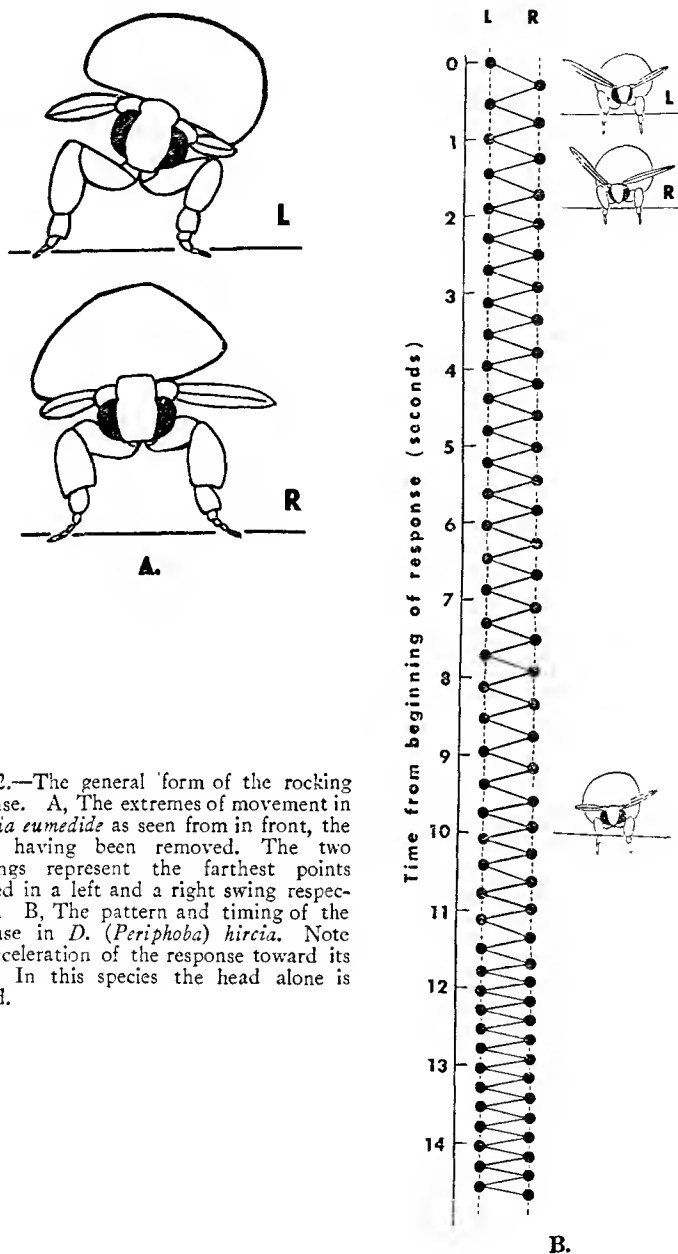 L
R
A.
2.—The general form of the rocking
se. A, The extremes of movement in
ia eumedide as seen from in front, the
having been removed. The two
ngs represent the farthest points
ed in a left and a right swing respec-
. B, The pattern and timing of the
se in D. (Periphoba) hircia. Note
celeration of the response toward its
In this species the head alone is
d.
L R
Time from beginning of response (seconds)
0
1
2
3
4
5
6
7
8
9
10
11
12
13
14
L
R
B.